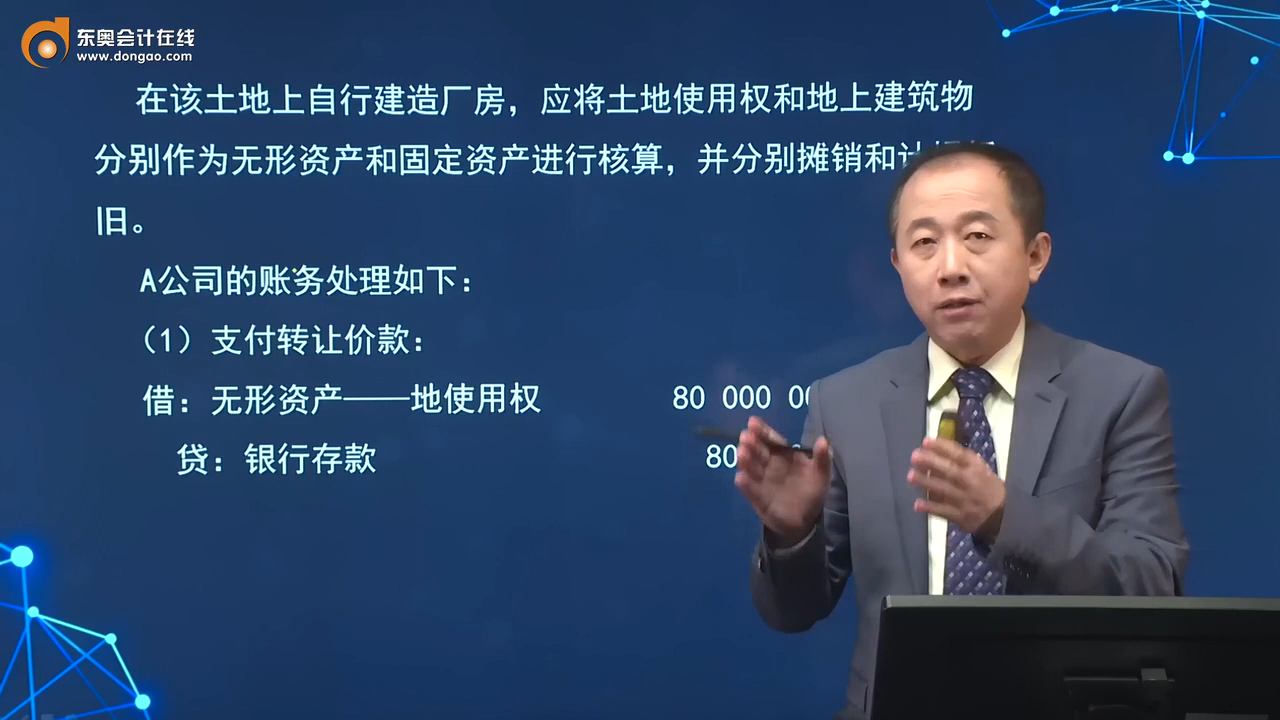 东奥会计在线
www.dongao.com
在该土地上自行建造厂房，应将土地使用权和地上建筑物
分别作为无形资产和固定资产进行核算，并分别摊销和计
旧。
A公司的账务处理如下：
（1）支付转让价款：
借：无形资产——地使用权 80 000
贷：银行存款 80